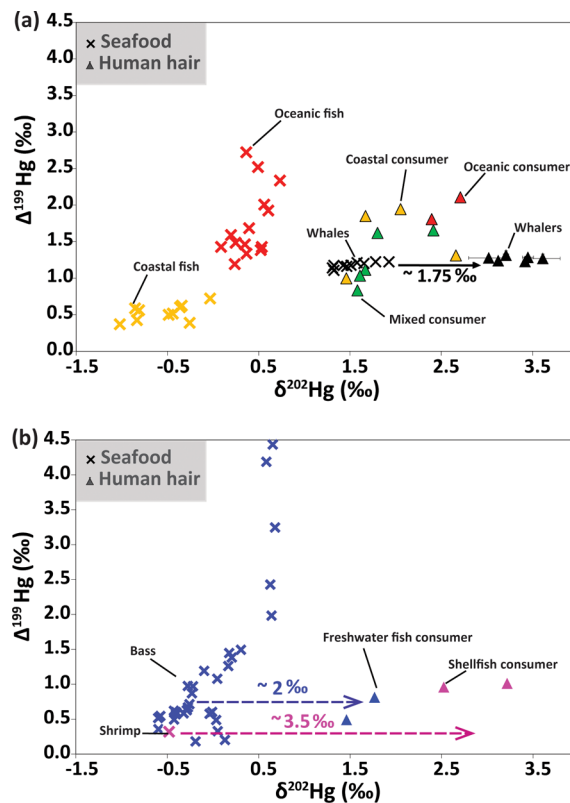 (a)
× Seafood
▲ Human hair
Oceanic fish
Coastal consumer
Oceanic consumer
Whales
Whalers
~ 1.75 ‰
Coastal fish
Mixed consumer
Δ¹⁹⁹Hg (‰)
4.5
4.0
3.5
3.0
2.5
2.0
1.5
1.0
0.5
0.0
-1.5 -0.5 0.5 1.5 2.5 3.5
δ²⁰²Hg (‰)
(b)
× Seafood
▲ Human hair
Freshwater fish consumer
Bass
Shellfish consumer
~ 2 ‰
~3.5 ‰
Shrimp
Δ¹⁹⁹Hg (‰)
4.5
4.0
3.5
3.0
2.5
2.0
1.5
1.0
0.5
0.0
-1.5 -0.5 0.5 1.5 2.5 3.5
δ²⁰²Hg (‰)